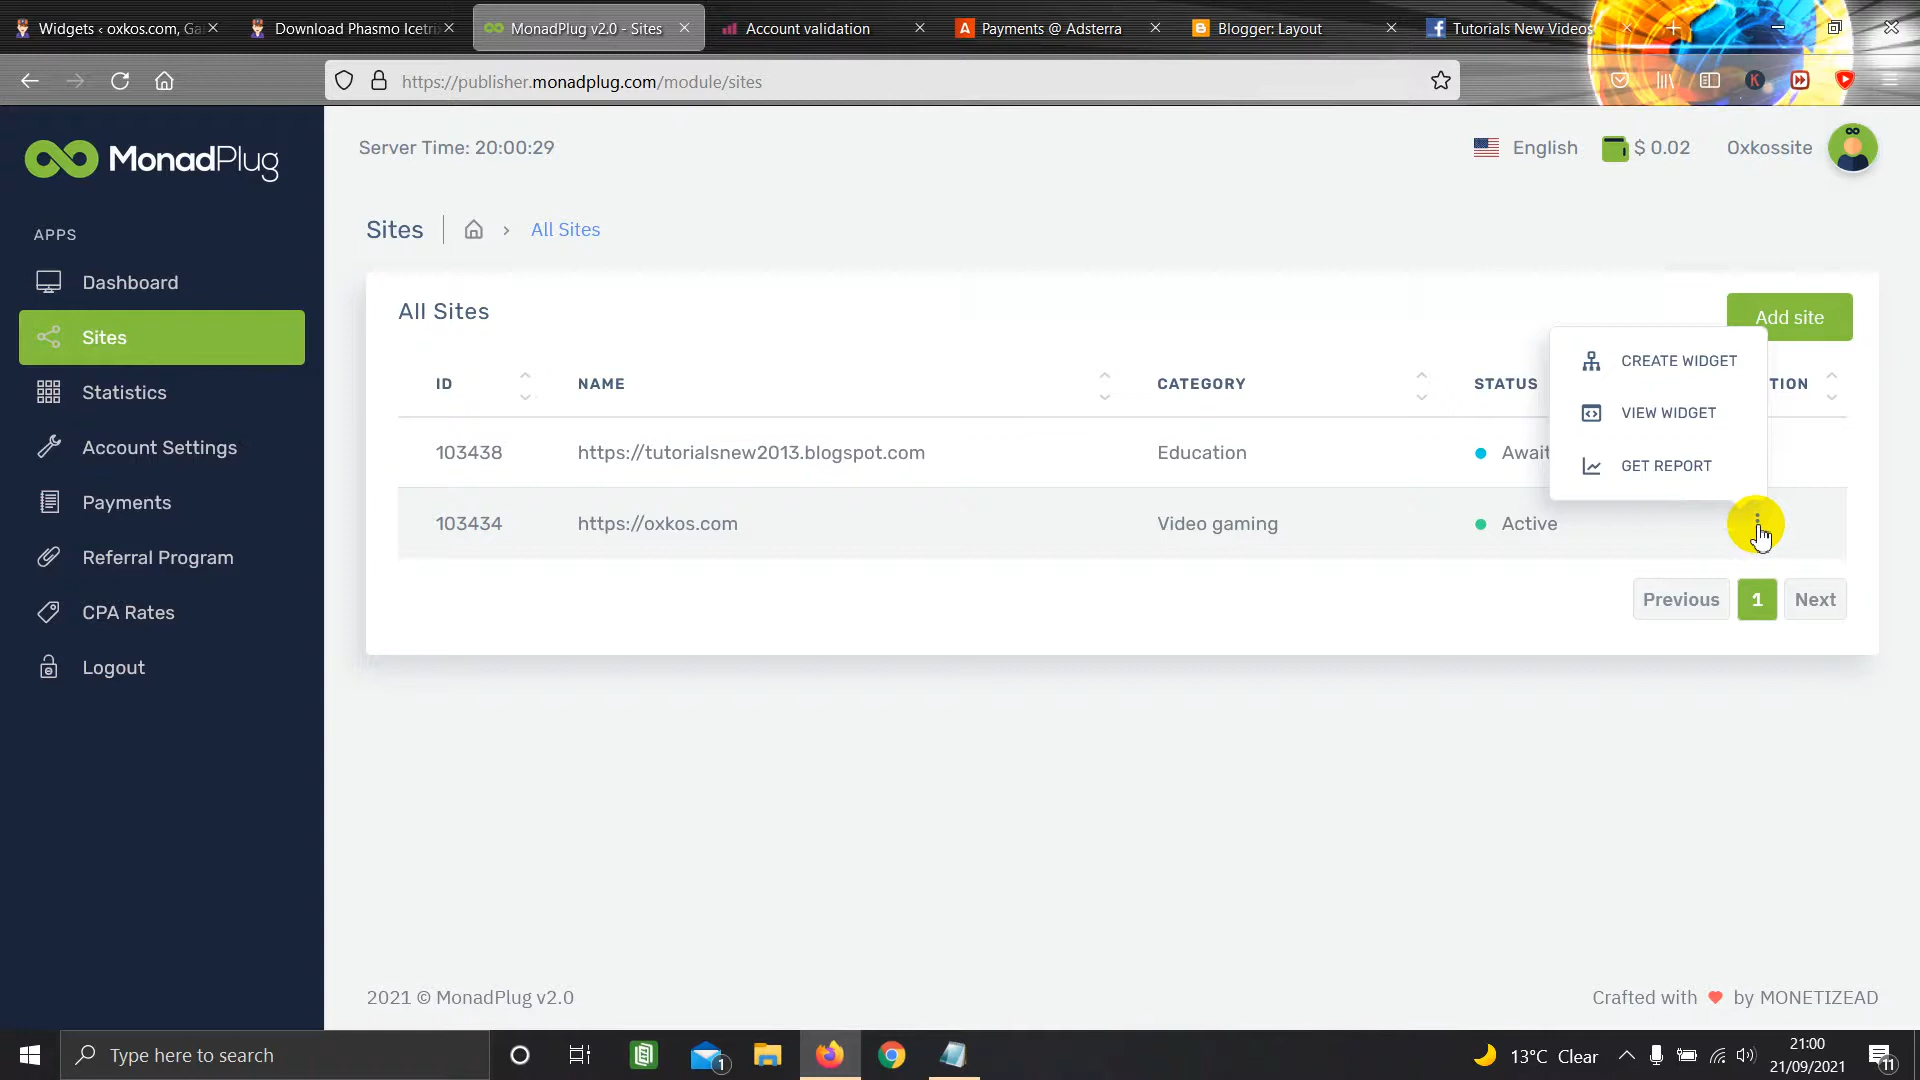 Widgets ‹ oxkos.com, Ga
Download Phasmo Icetrix
MonadPlug v2.0 - Sites
Account validation
Payments @ Adsterra
Blogger: Layout
Tutorials New Videos
https://publisher.monadplug.com/module/sites
MonadPlug
Server Time: 20:00:29
English
$ 0.02
Oxkossite
APPS
Dashboard
Sites
Statistics
Account Settings
Payments
Referral Program
CPA Rates
Logout
Sites
All Sites
All Sites
Add site
ID NAME CATEGORY STATUS TION
103438 https://tutorialsnew2013.blogspot.com Education Await
103434 https://oxkos.com Video gaming Active
CREATE WIDGET
VIEW WIDGET
GET REPORT
Previous 1 Next
2021 © MonadPlug v2.0
Crafted with ♥ by MONETIZEAD
Type here to search
1
13°C Clear
21:00
21/09/2021
11